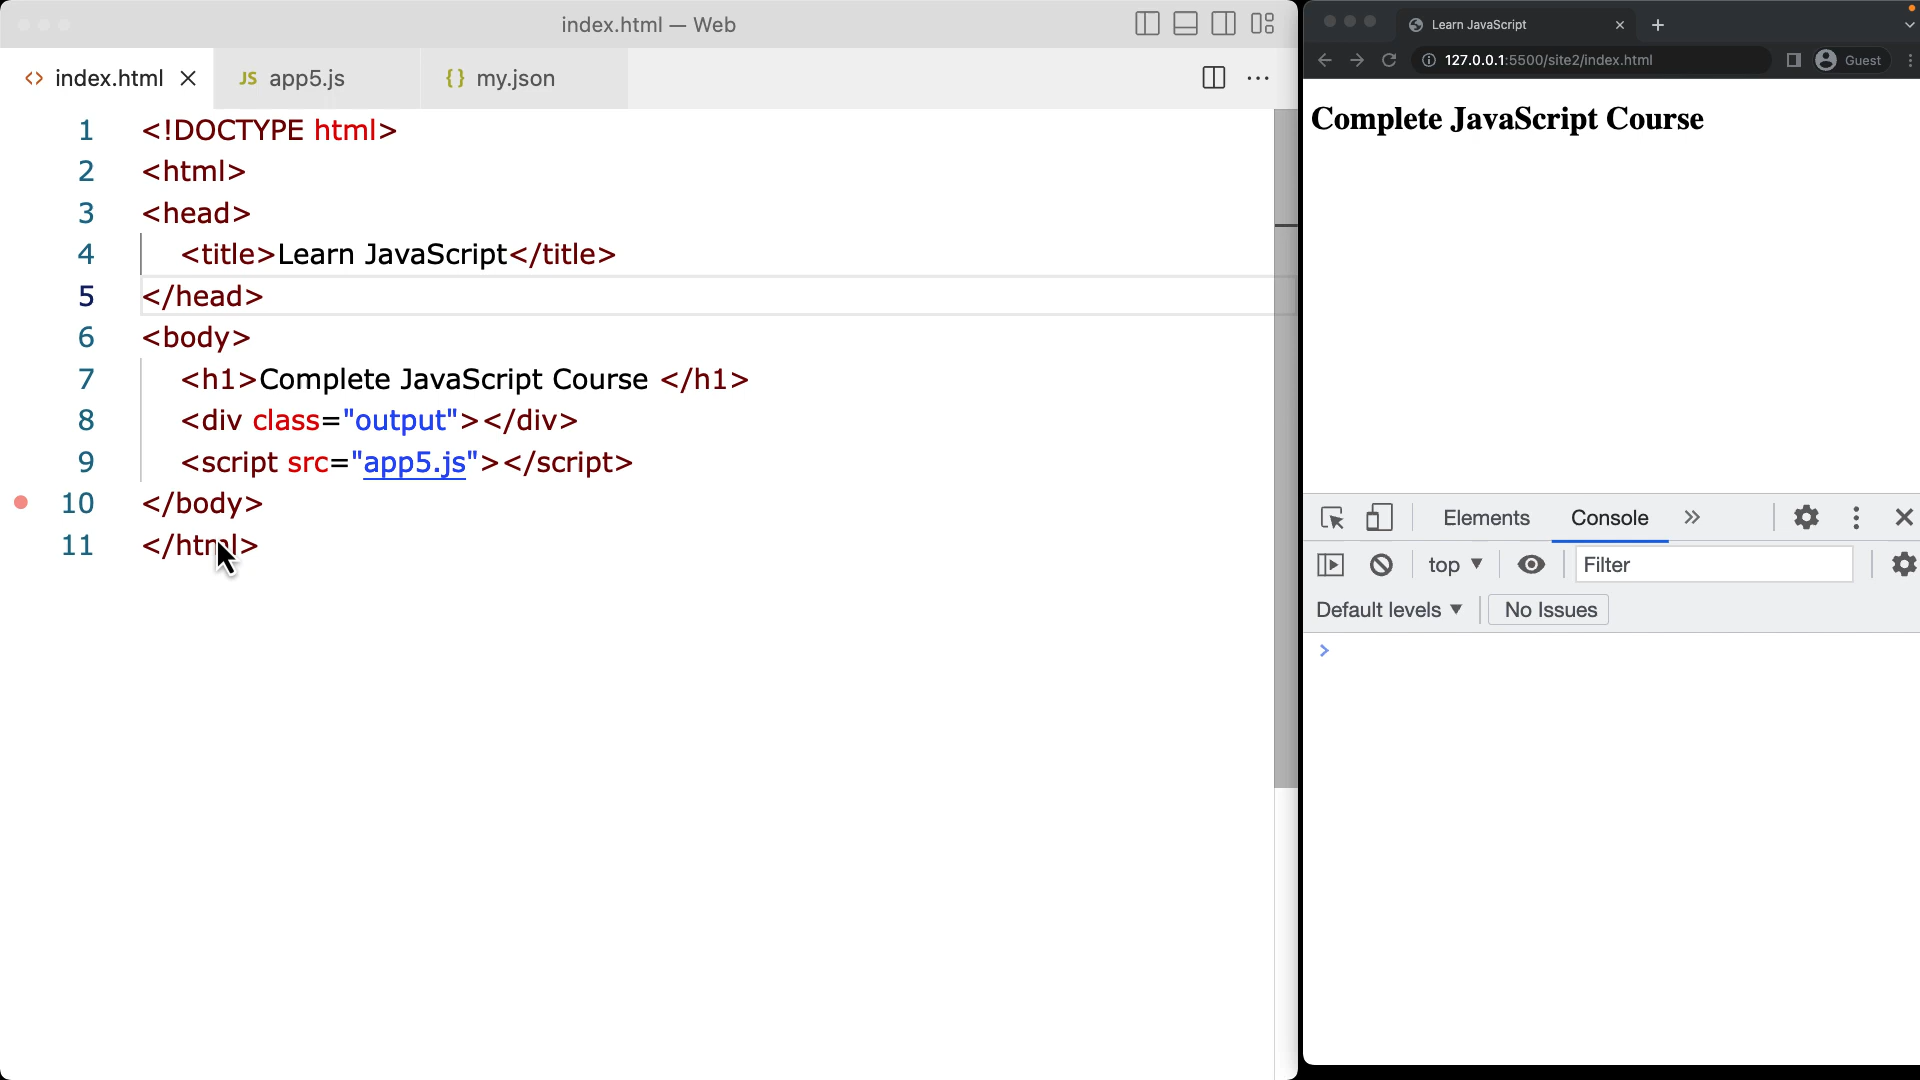 index.html — Web
<> index.html
JS app5.js
{} my.json
1 <!DOCTYPE html>
2 <html>
3 <head>
4 <title>Learn JavaScript</title>
5 </head>
6 <body>
7 <h1>Complete JavaScript Course </h1>
8 <div class="output"></div>
9 <script src="app5.js"></script>
10 </body>
11 </html>
Learn JavaScript
127.0.0.1:5500/site2/index.html
Guest
Complete JavaScript Course
Elements Console
top
Filter
Default levels
No Issues